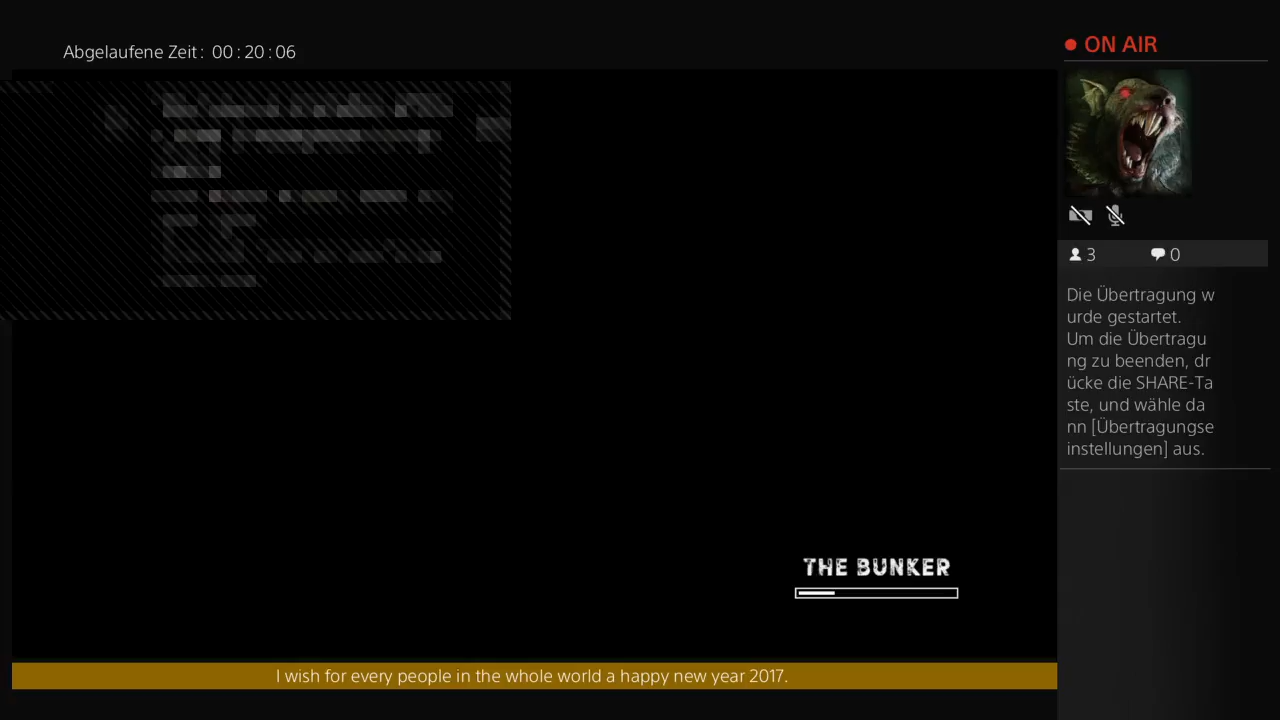 Abgelaufene Zeit: 00:20:06
ON AIR
3
0
Die Übertragung w
urde gestartet.
Um die Übertragu
ng zu beenden, dr
ücke die SHARE-Ta
ste, und wähle da
nn [Übertragungse
instellungen] aus.
THE BUNKER
I wish for every people in the whole world a happy new year 2017.